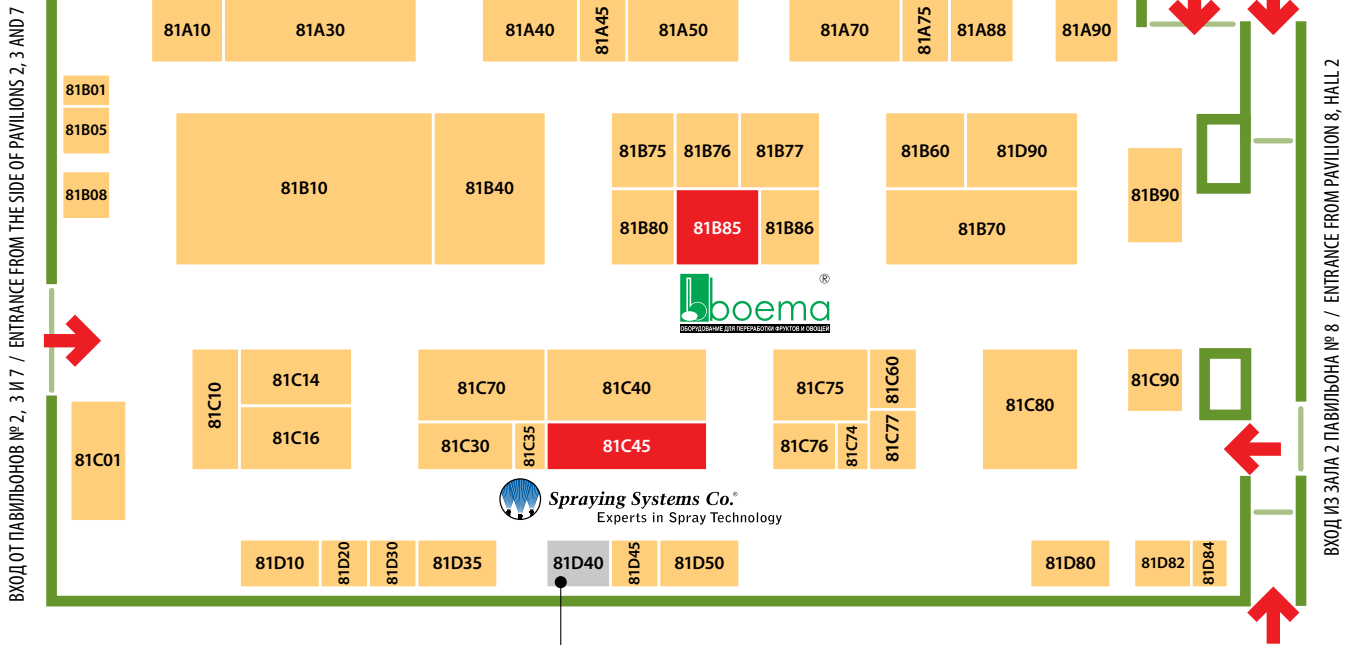 ВХОД ОТ ПАВИЛЬОНОВ № 2, 3 И 7 / ENTRANCE FROM THE SIDE OF PAVILIONS 2, 3 AND 7
81A10
81A30
81A40
81A45
81A50
81A70
81A75
81A88
81A90
81B01
81B05
81B08
81B10
81B40
81B75
81B76
81B77
81B80
81B85
81B86
81B60
81D90
81B70
81B90
boema®
ОБОРУДОВАНИЕ ДЛЯ ПЕРЕРАБОТКИ ФРУКТОВ И ОВОЩЕЙ
81C01
81C10
81C14
81C16
81C70
81C40
81C30
81C35
81C45
81C75
81C60
81C76
81C74
81C77
81C80
81C90
Spraying Systems Co.®
Experts in Spray Technology
81D10
81D20
81D30
81D35
81D40
81D45
81D50
81D80
81D82
81D84
ВХОД ИЗ ЗАЛА 2 ПАВИЛЬОНА № 8 / ENTRANCE FROM PAVILION 8, HALL 2